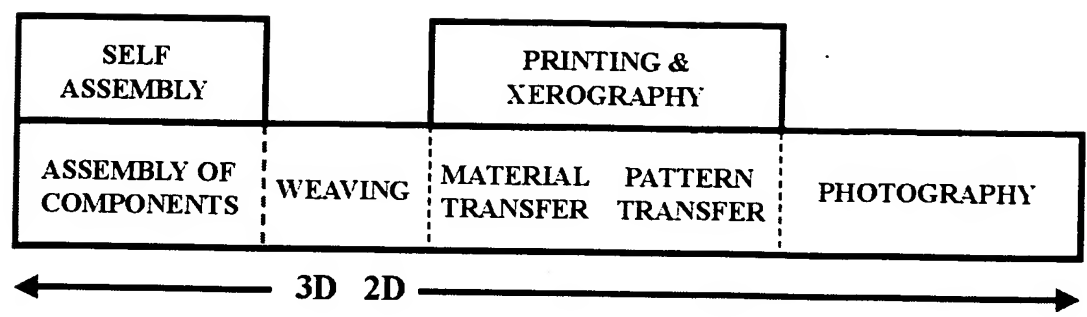 SELF
ASSEMBLY
PRINTING &
XEROGRAPHY
ASSEMBLY OF
COMPONENTS
WEAVING
MATERIAL
TRANSFER
PATTERN
TRANSFER
PHOTOGRAPHY
3D 2D